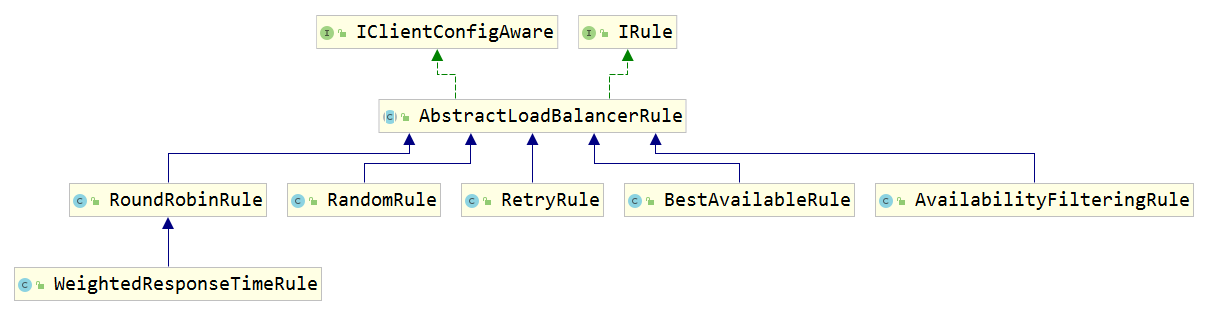 IClientConfigAware
IRule
AbstractLoadBalancerRule
RoundRobinRule
RandomRule
RetryRule
BestAvailableRule
AvailabilityFilteringRule
WeightedResponseTimeRule